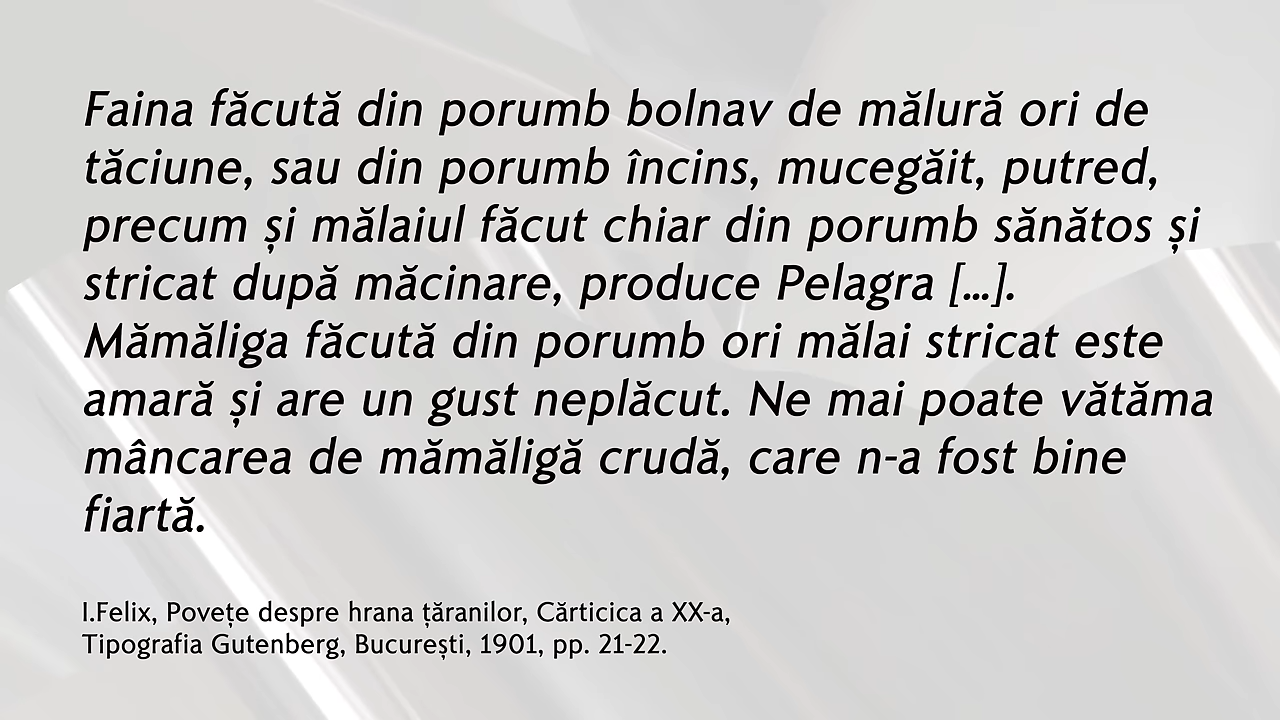 Faina făcută din porumb bolnav de mălură ori de
tăciune, sau din porumb încins, mucegăit, putred,
precum și mălaiul făcut chiar din porumb sănătos și
stricat după măcinare, produce Pelagra [...].
Mămăliga făcută din porumb ori mălai stricat este
amară și are un gust neplăcut. Ne mai poate vătăma
mâncarea de mămăligă crudă, care n-a fost bine
fiartă.
I.Felix, Povețe despre hrana țăranilor, Cărticica a XX-a,
Tipografia Gutenberg, București, 1901, pp. 21-22.